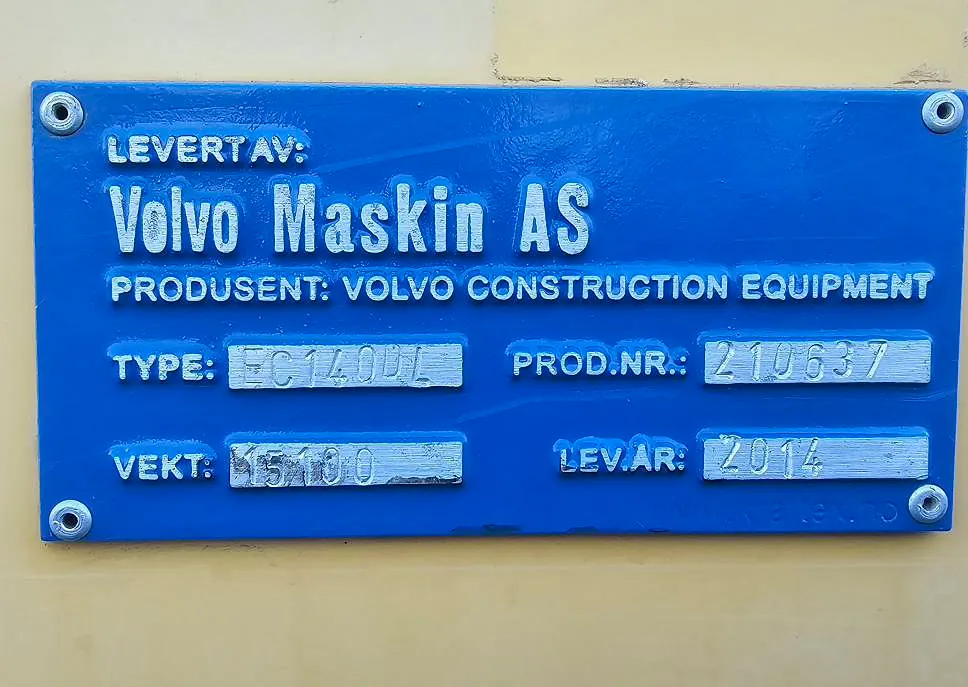 LEVERT AV:
Volvo Maskin AS
PRODUSENT: VOLVO CONSTRUCTION EQUIPMENT
TYPE: EC140DL PROD.NR.: 210637
VEKT: 15100 LEV.ÅR: 2014